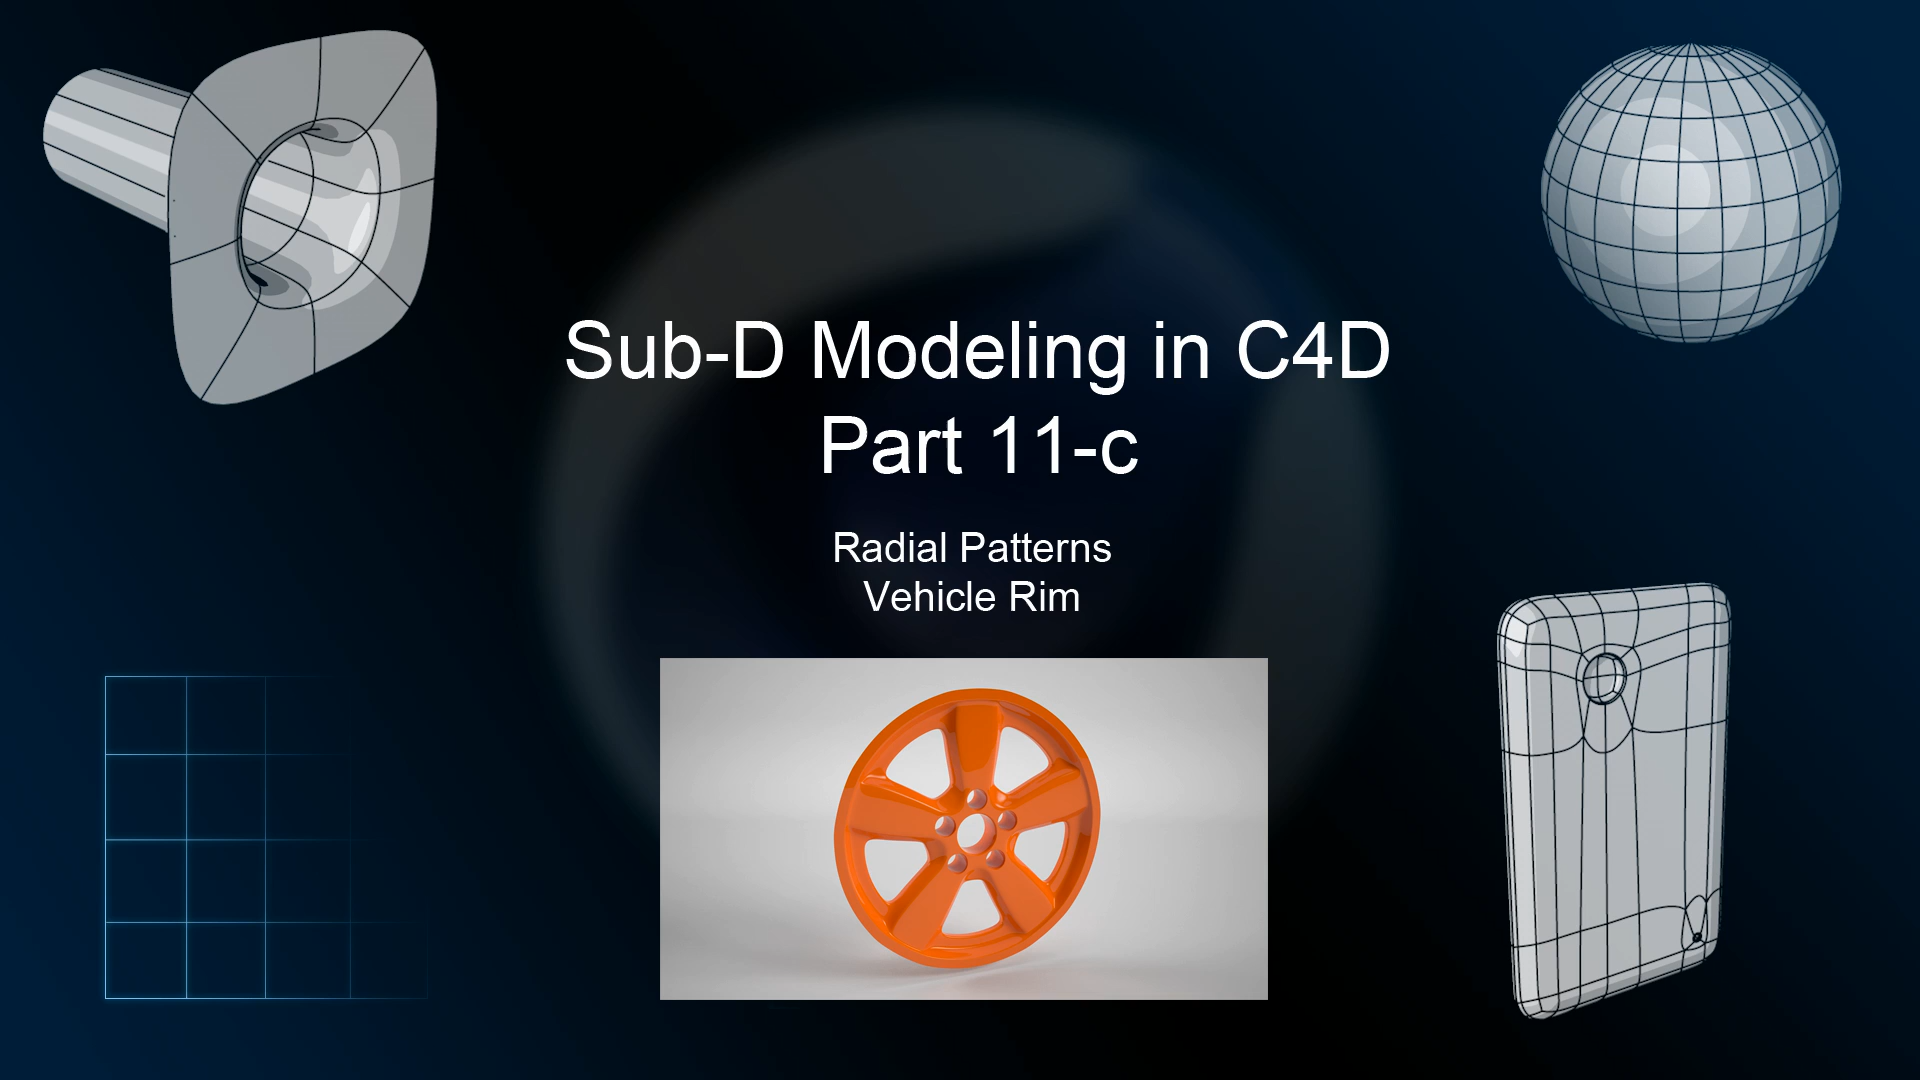 Sub-D Modeling in C4D
Part 11-c
Radial Patterns
Vehicle Rim